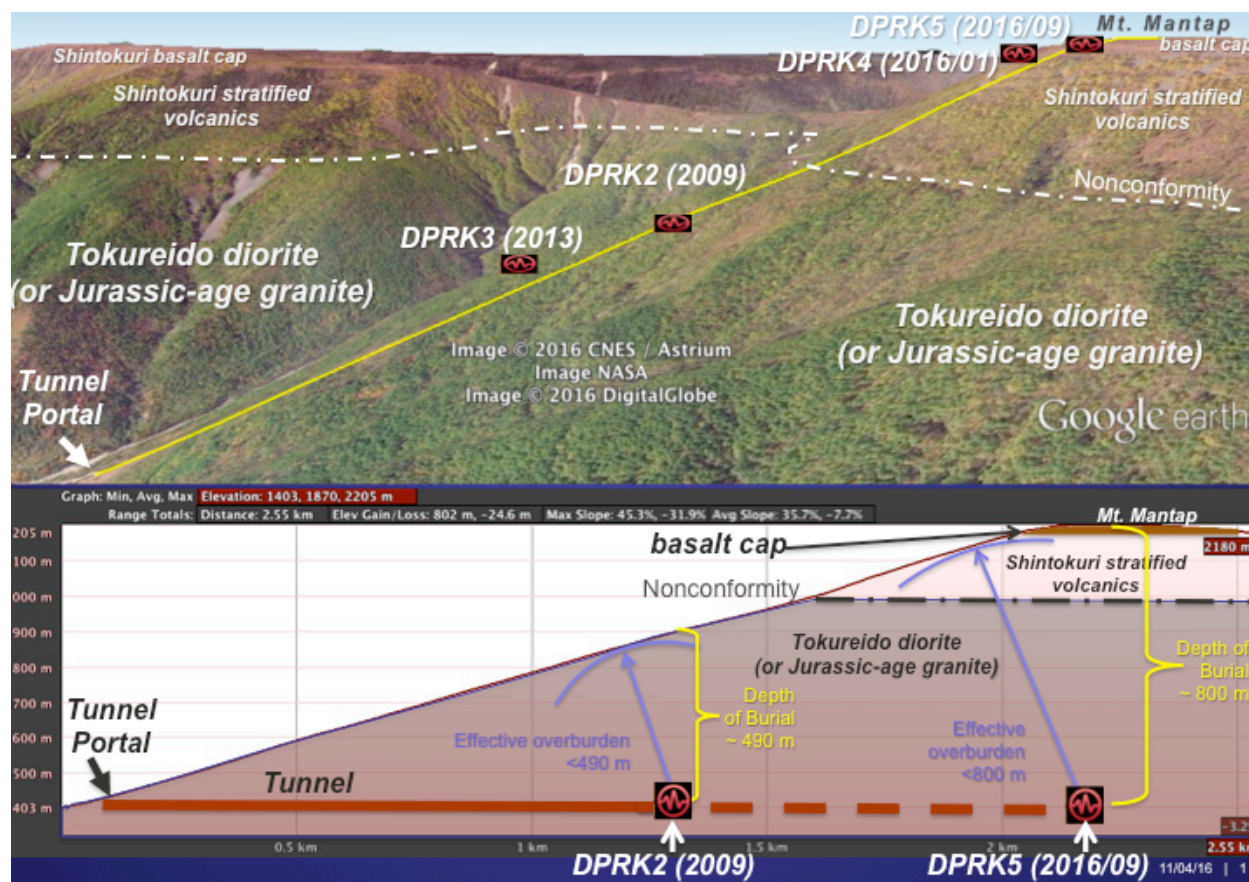 DPRK5 (2016/09)
Mt. Mantap
basalt cap
DPRK4 (2016/01)
Shintokuri basalt cap
Shintokuri stratified
volcanics
Shintokuri stratified
volcanics
DPRK2 (2009)
Nonconformity
DPRK3 (2013)
Tokureido diorite
(or Jurassic-age granite)
Tokureido diorite
(or Jurassic-age granite)
Image © 2016 CNES / Astrium
Image NASA
Image © 2016 DigitalGlobe
Tunnel
Portal
Google earth
Graph: Min, Avg, Max Elevation: 1403, 1870, 2205 m
Range Totals: Distance: 2.55 km Elev Gain/Loss: 802 m, -24.6 m Max Slope: 45.3%, -31.9% Avg Slope: 35.7%, -7.7%
Mt. Mantap
205 m
basalt cap
2180 m
100 m
Shintokuri stratified
volcanics
Nonconformity
000 m
900 m
Tokureido diorite
(or Jurassic-age granite)
800 m
Depth of
Burial
~ 800 m
Depth
of Burial
~ 490 m
700 m
Tunnel
Portal
Effective overburden
<490 m
Effective
overburden
<800 m
600 m
500 m
Tunnel
403 m
-3.2
0.5 km
1 km
1.5 km
2 km
2.55 km
DPRK2 (2009)
DPRK5 (2016/09)
11/04/16 | 1